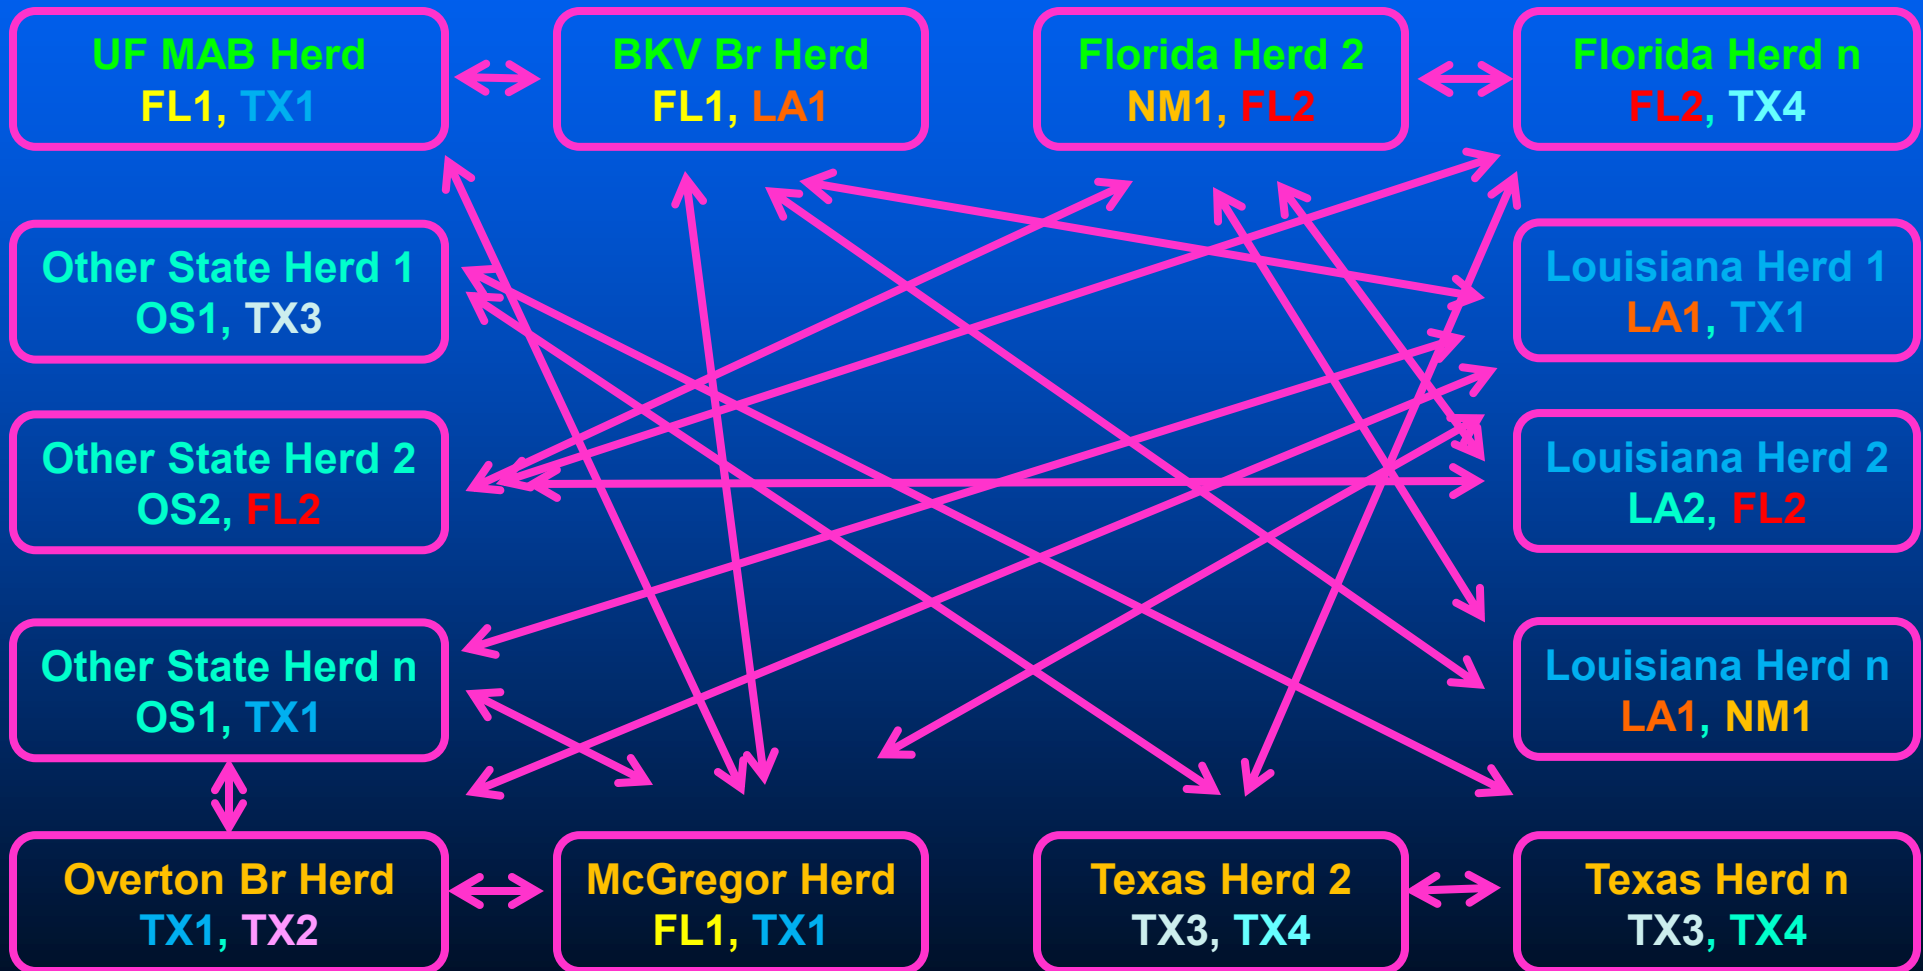 UF MAB Herd
FL1, TX1
BKV Br Herd
FL1, LA1
Florida Herd 2
NM1, FL2
Florida Herd n
FL2, TX4
Other State Herd 1
OS1, TX3
Louisiana Herd 1
LA1, TX1
Other State Herd 2
OS2, FL2
Louisiana Herd 2
LA2, FL2
Other State Herd n
OS1, TX1
Louisiana Herd n
LA1, NM1
Overton Br Herd
TX1, TX2
McGregor Herd
FL1, TX1
Texas Herd 2
TX3, TX4
Texas Herd n
TX3, TX4